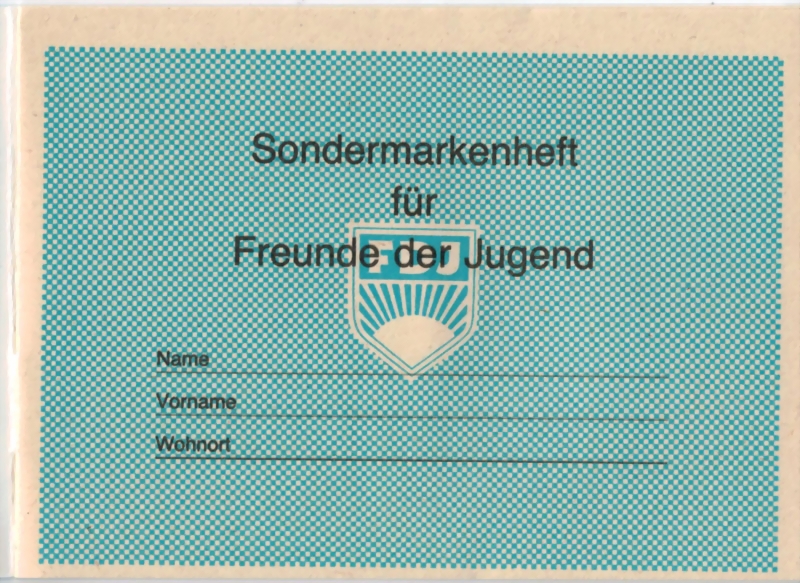 Sondermarkenheft
für
FDJ
Freunde der Jugend
Name
Vorname
Wohnort